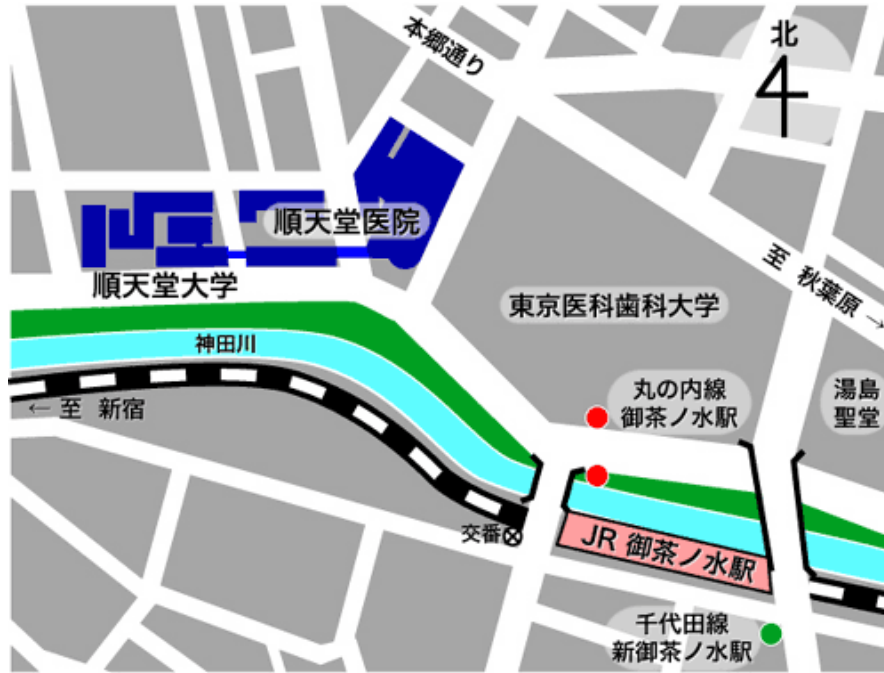 本郷通り
北
順天堂医院
順天堂大学
至 秋葉原 →
東京医科歯科大学
神田川
← 至 新宿
丸の内線
御茶ノ水駅
湯島
聖堂
交番
JR 御茶ノ水駅
千代田線
新御茶ノ水駅